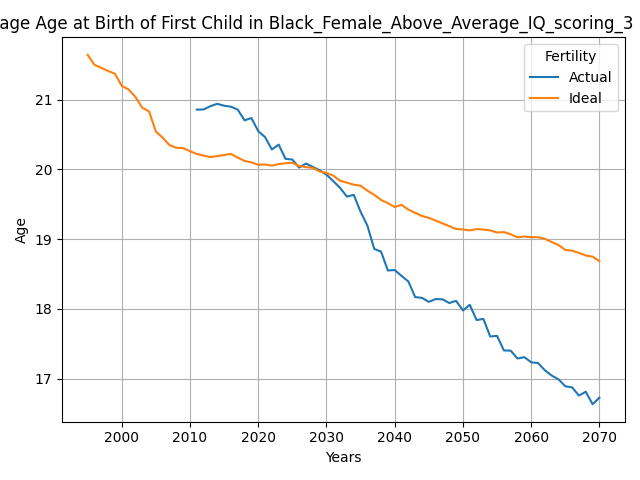 age Age at Birth of First Child in Black_Female_Above_Average_IQ_scoring_3
Fertility
Actual
Ideal
21
20
19
18
17
Age
2000
2010
2020
2030
2040
2050
2060
2070
Years